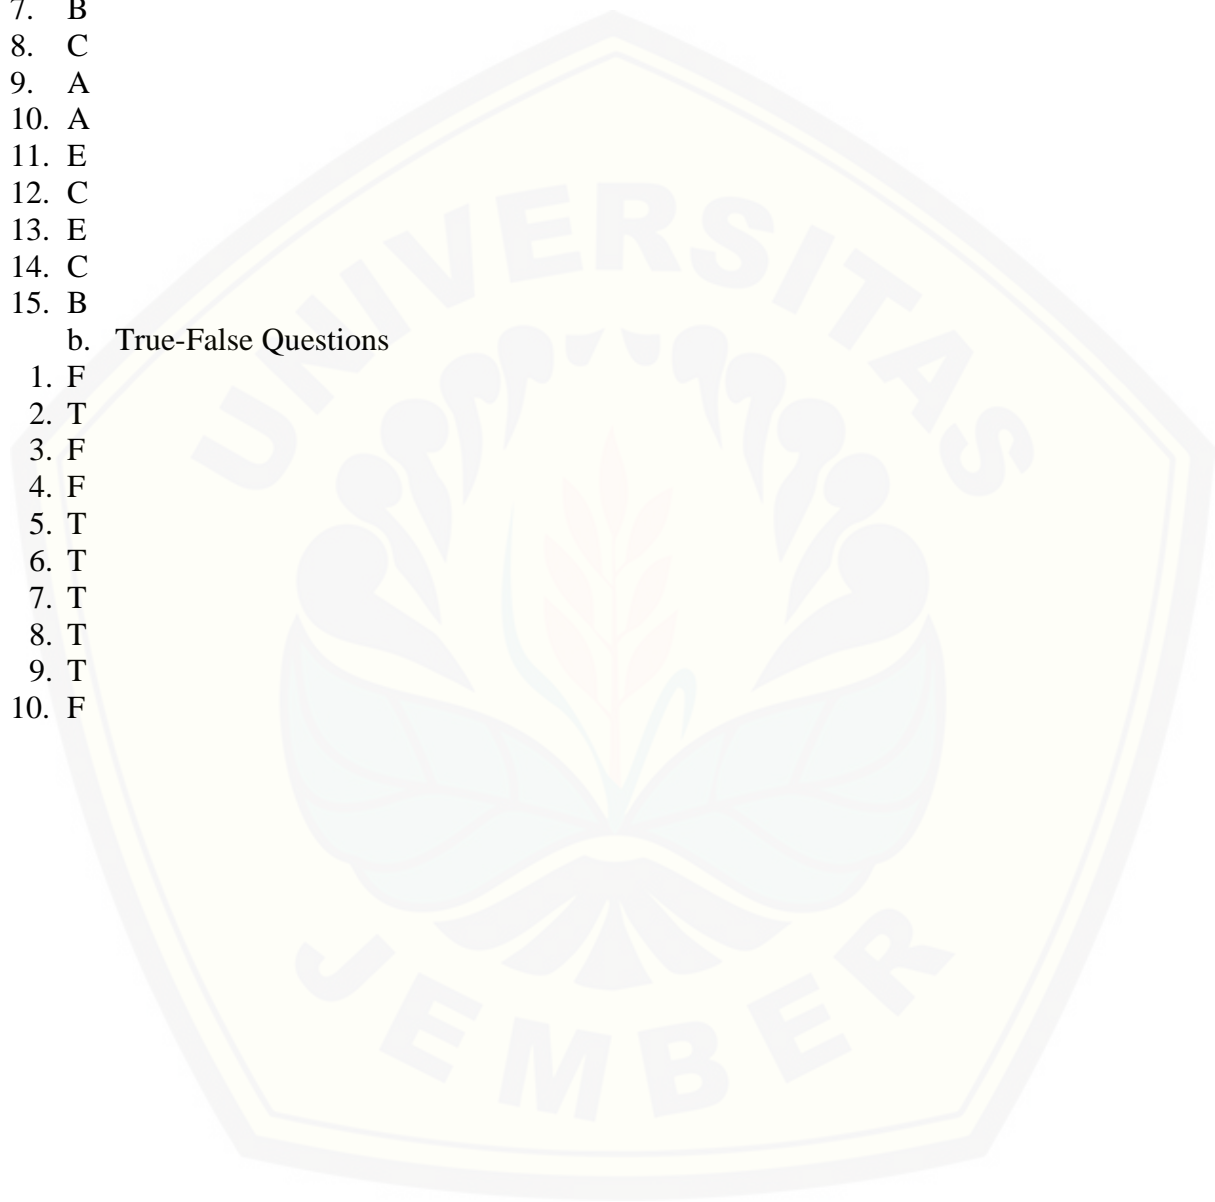 7. B
8. C
9. A
10. A
11. E
12. C
13. E
14. C
15. B
b. True-False Questions
1. F
2. T
3. F
4. F
5. T
6. T
7. T
8. T
9. T
10. F
UNIVERSITAS
JEMBER